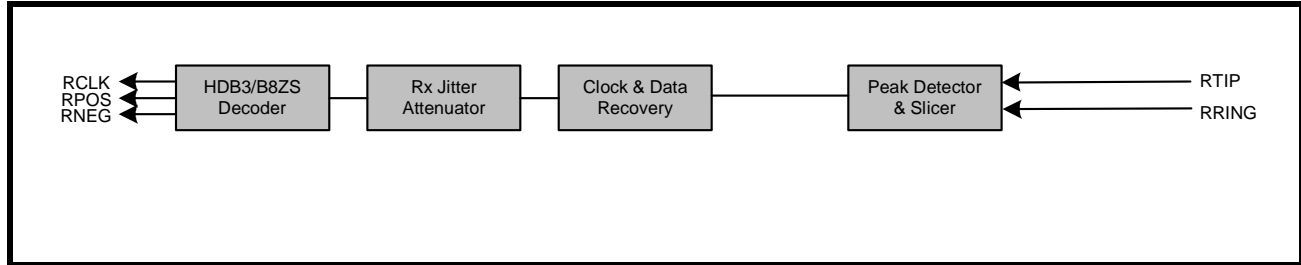 RCLK
RPOS
RNEG
HDB3/B8ZS
Decoder
Rx Jitter
Attenuator
Clock & Data
Recovery
Peak Detector
& Slicer
RTIP
RRING